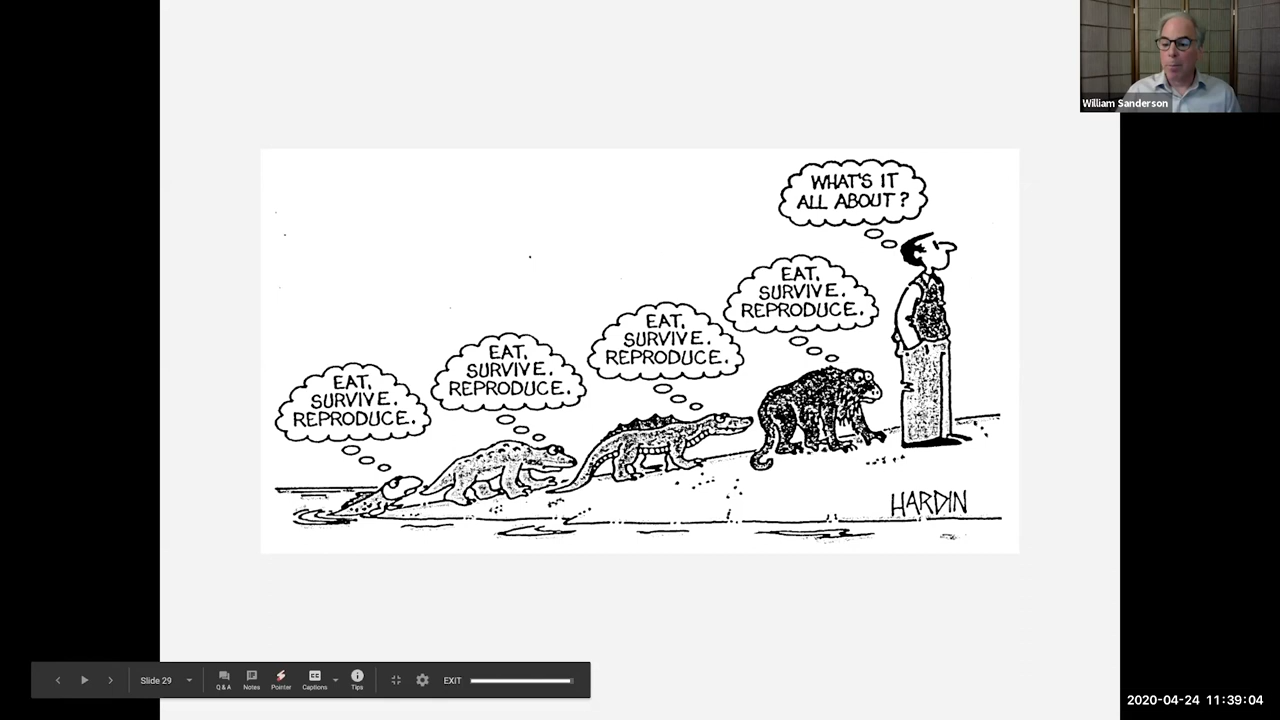 William Sanderson
WHAT'S IT
ALL ABOUT?
EAT,
SURVIVE.
REPRODUCE.
EAT,
SURVIVE.
REPRODUCE.
EAT,
SURVIVE.
REPRODUCE.
EAT,
SURVIVE.
REPRODUCE.
HARDIN
Slide 29
Q & A
Notes
Pointer
CC
Captions
Tips
EXIT
2020-04-24 11:39:04